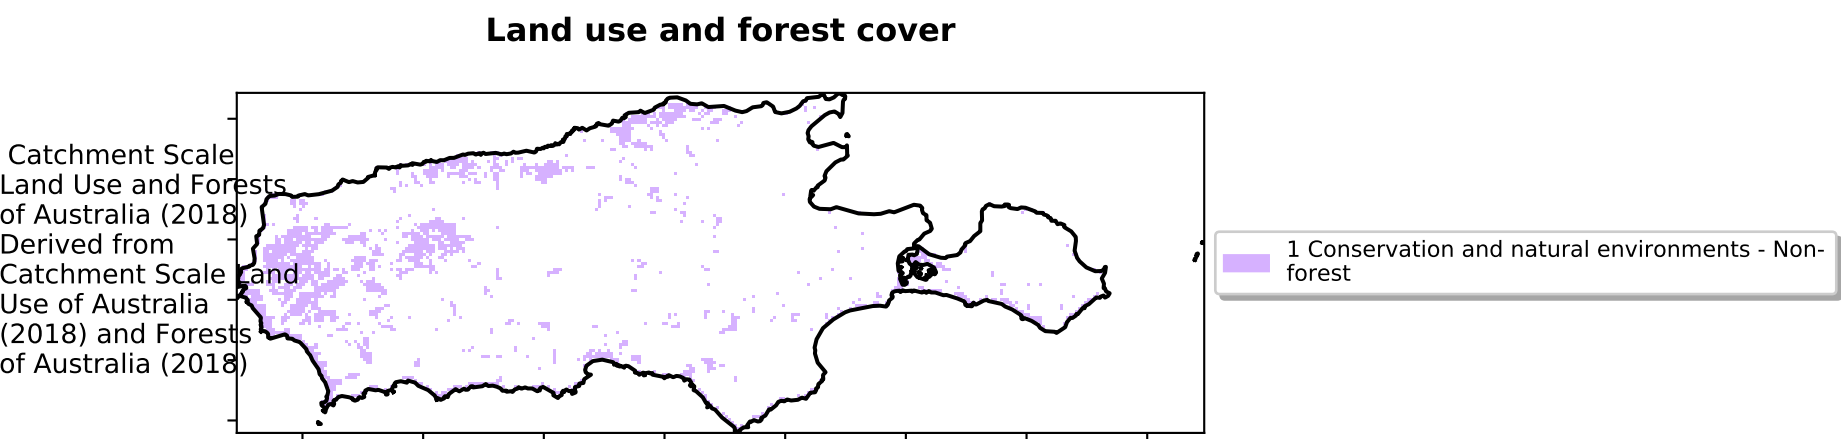 Land use and forest cover
Catchment Scale
Land Use and Forests
of Australia (2018)
Derived from
Catchment Scale Land
Use of Australia
(2018) and Forests
of Australia (2018)
1 Conservation and natural environments - Non-
forest